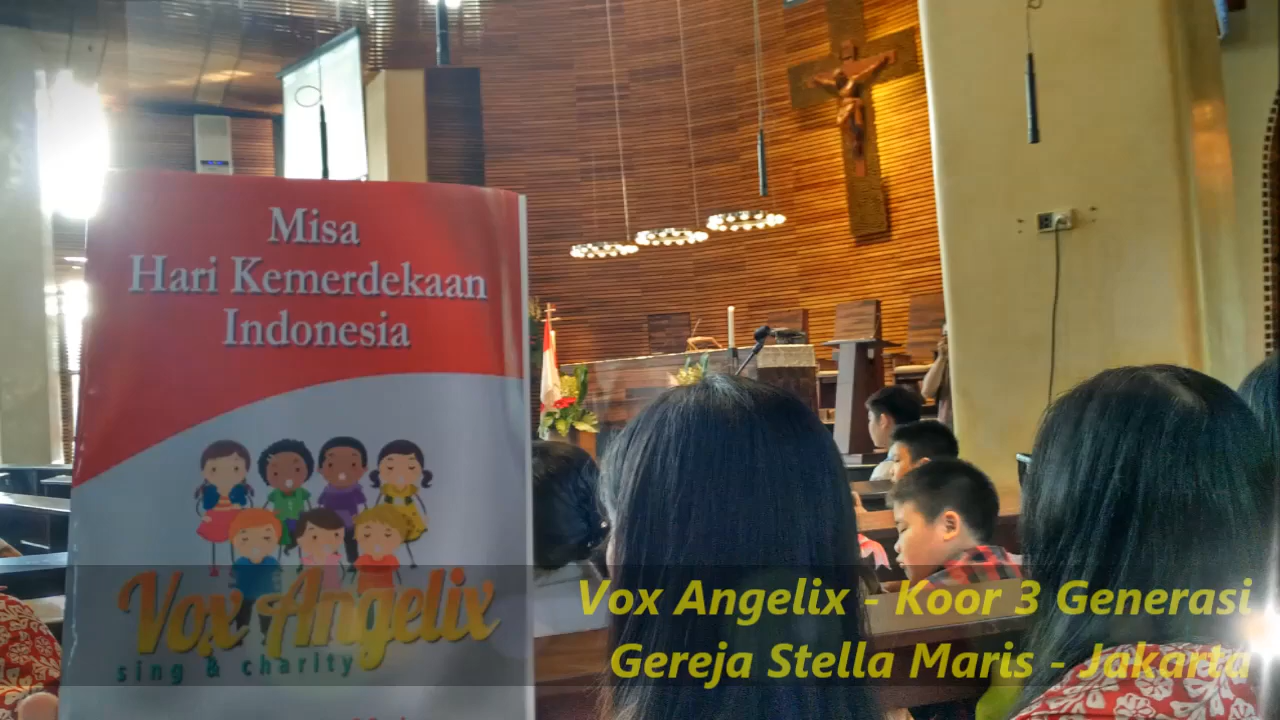 Misa
Hari Kemerdekaan
Indonesia
Vox Angelix
sing & charity
Vox Angelix - Koor 3 Generasi
Gereja Stella Maris - Jakarta